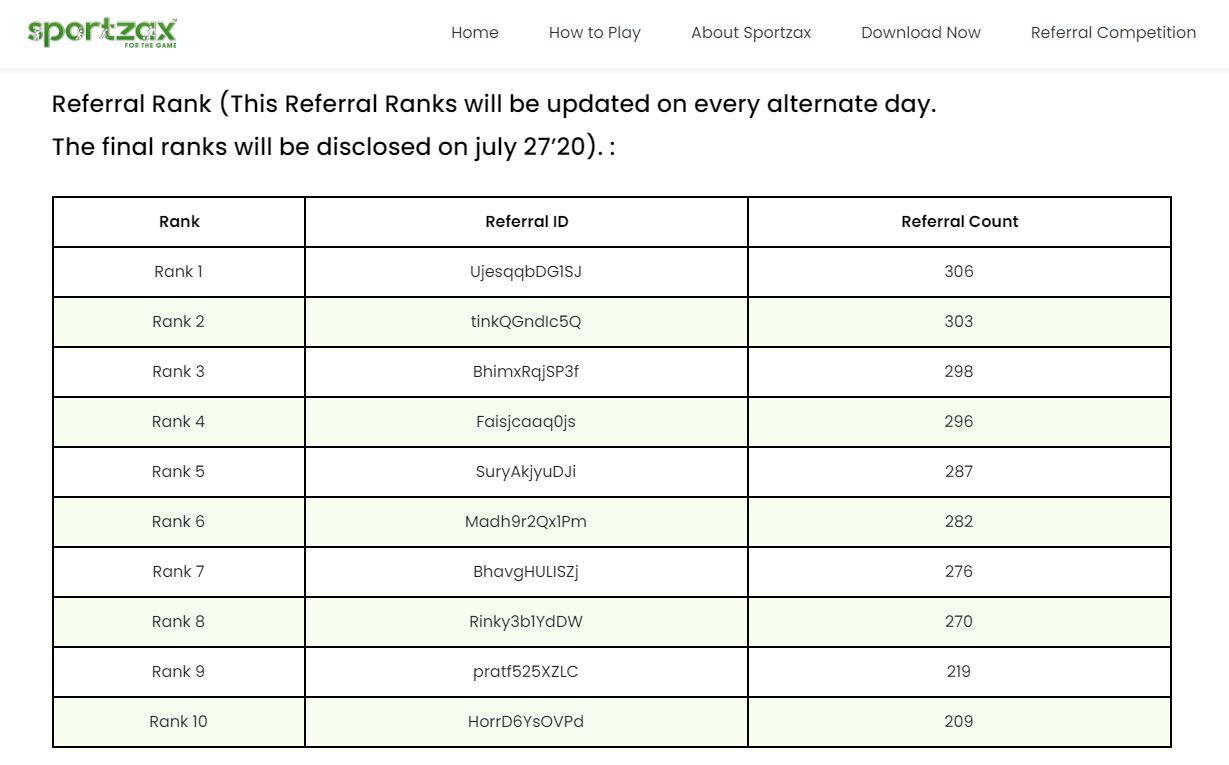 sportzax
FOR THE GAME
Home How to Play About Sportzax Download Now Referral Competition
Referral Rank (This Referral Ranks will be updated on every alternate day.
The final ranks will be disclosed on july 27’20). :
Rank Referral ID Referral Count
Rank 1 UjesqqbDG1SJ 306
Rank 2 tinkQGndIc5Q 303
Rank 3 BhimxRqjSP3f 298
Rank 4 Faisjcaaq0js 296
Rank 5 SuryAkjyuDJi 287
Rank 6 Madh9r2Qx1Pm 282
Rank 7 BhavgHULISZj 276
Rank 8 Rinky3b1YdDW 270
Rank 9 pratf525XZLC 219
Rank 10 HorrD6YsOVPd 209